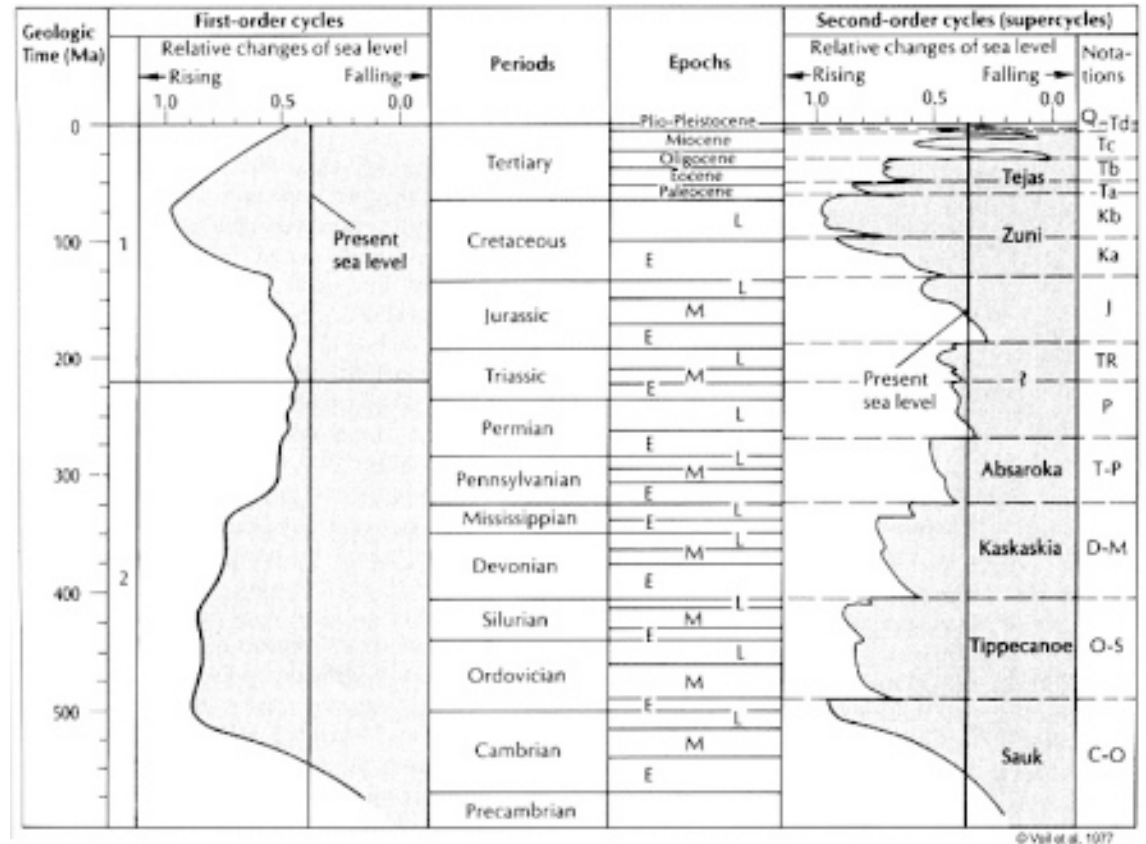 Geologic
Time (Ma)
First-order cycles
Relative changes of sea level
Rising Falling
1.0 0.5 0.0
Periods
Epochs
Second-order cycles (supercycles)
Relative changes of sea level
Rising Falling
1.0 0.5 0.0
Nota-
tions
0
100
200
300
400
500
1
2
Present
sea level
Tertiary
Cretaceous
Jurassic
Triassic
Permian
Pennsylvanian
Mississippian
Devonian
Silurian
Ordovician
Cambrian
Precambrian
Plio-Pleistocene
Miocene
Oligocene
Eocene
Paleocene
L
E
L
M
E
L
M
E
L
E
L
M
E
L
E
L
M
E
L
M
E
L
M
E
L
M
E
Tejas
Zuni
Present
sea level
?
Absaroka
Kaskaskia
Tippecanoe
Sauk
Q
Td
Tc
Tb
Ta
Kb
Ka
J
TR
P
T-P
D-M
O-S
C-O
© Vail et al, 1977